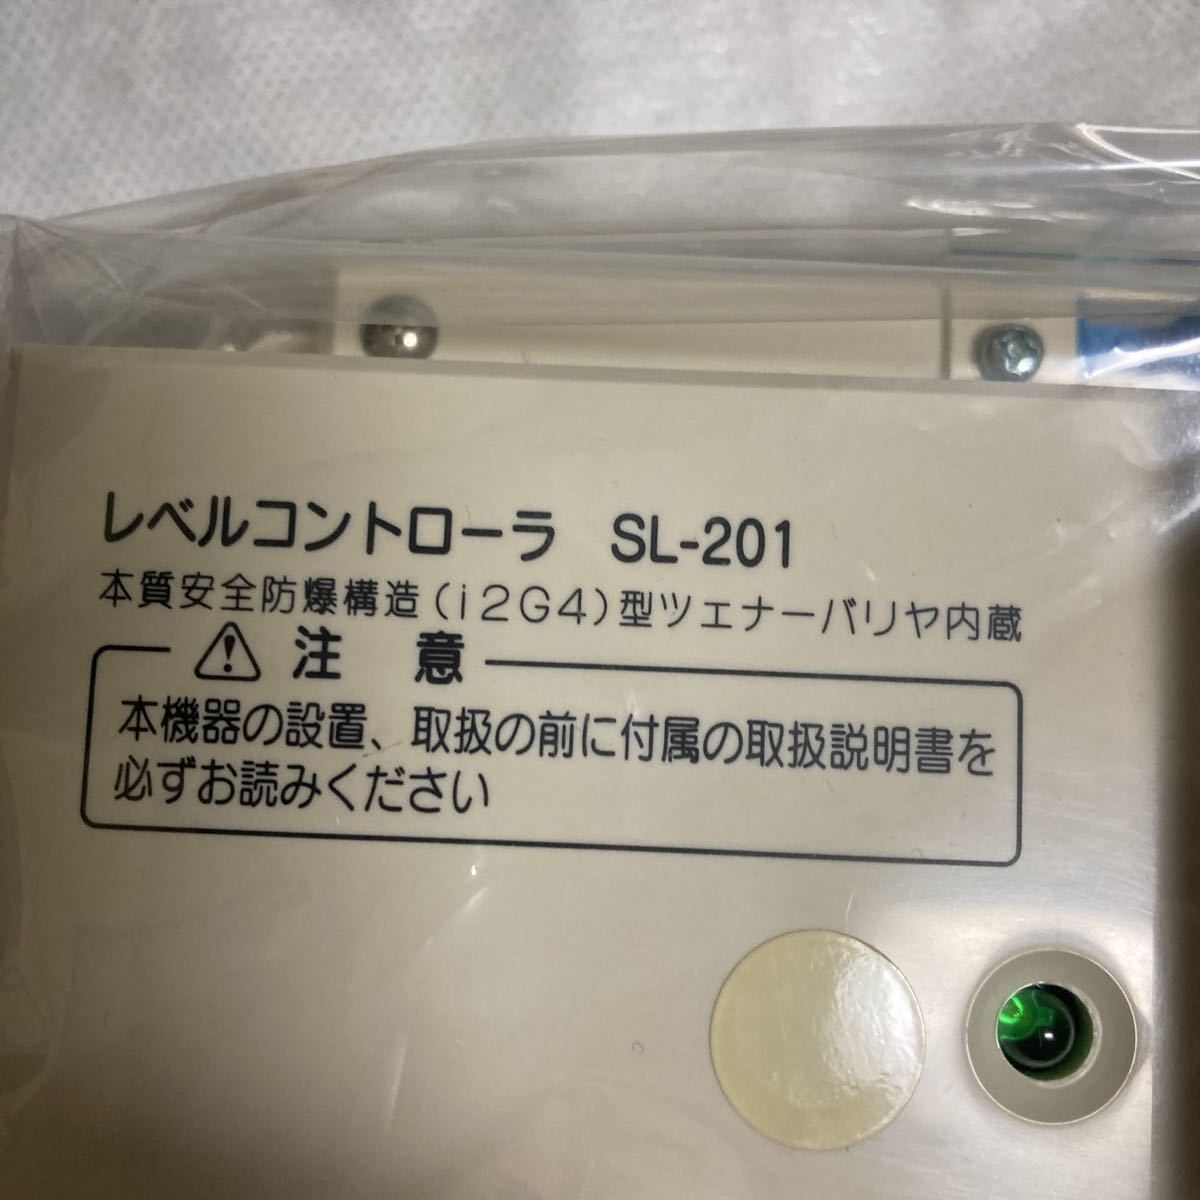 レベルコントローラ SL-201
本質安全防爆構造(i2G4)型ツエナーバリヤ内蔵
注 意
本機器の設置、取扱の前に付属の取扱説明書を
必ずお読みください